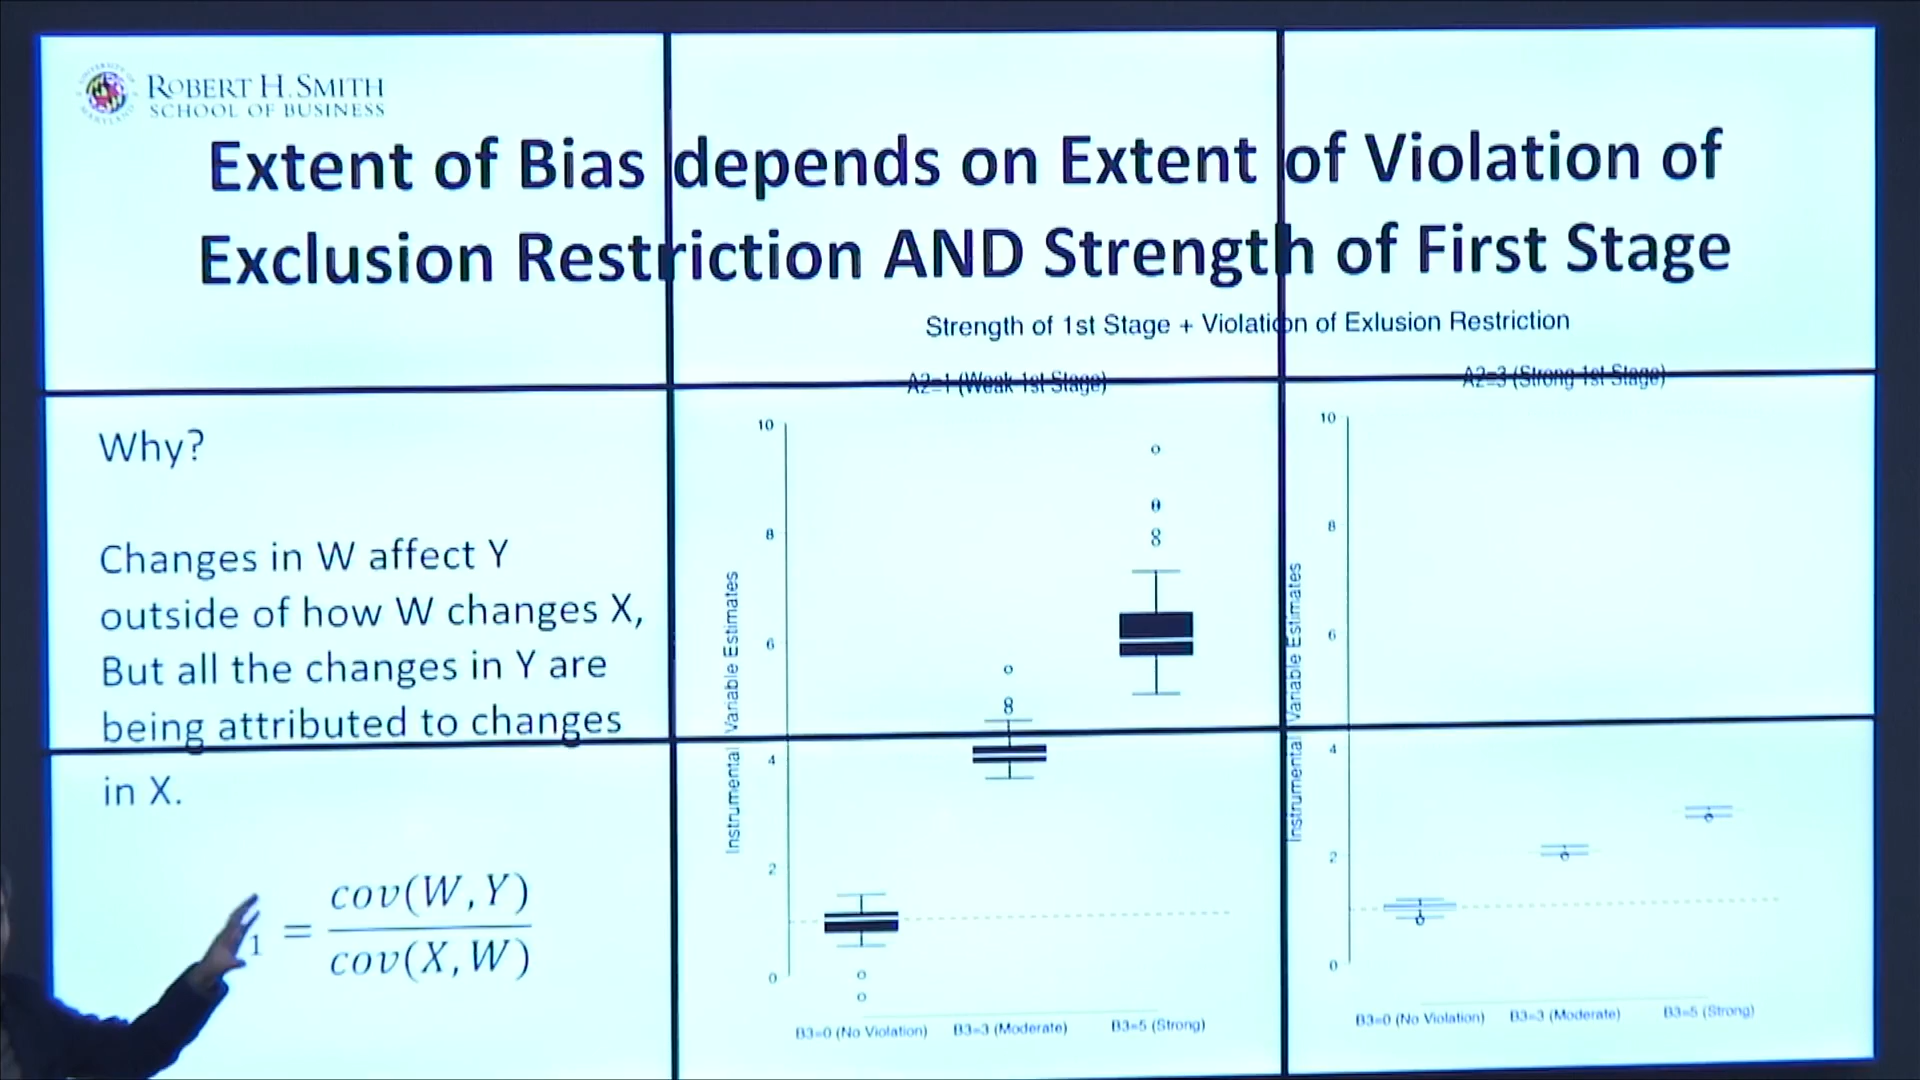 ROBERT H. SMITH
SCHOOL OF BUSINESS
Extent of Bias depends on Extent of Violation of
Exclusion Restriction AND Strength of First Stage
Strength of 1st Stage + Violation of Exlusion Restriction
Why?
Changes in W affect Y
outside of how W changes X,
But all the changes in Y are
being attributed to changes
in X.
1 = cov(W,Y)
cov(X,W)
A2=1 (Weak 1st Stage)
Instrumental Variable Estimates
10
8
6
4
2
0
B3=0 (No Violation) B3=3 (Moderate) B3=5 (Strong)
A2=3 (Strong 1st Stage)
Instrumental Variable Estimates
10
8
6
4
2
0
B3=0 (No Violation) B3=3 (Moderate) B3=5 (Strong)